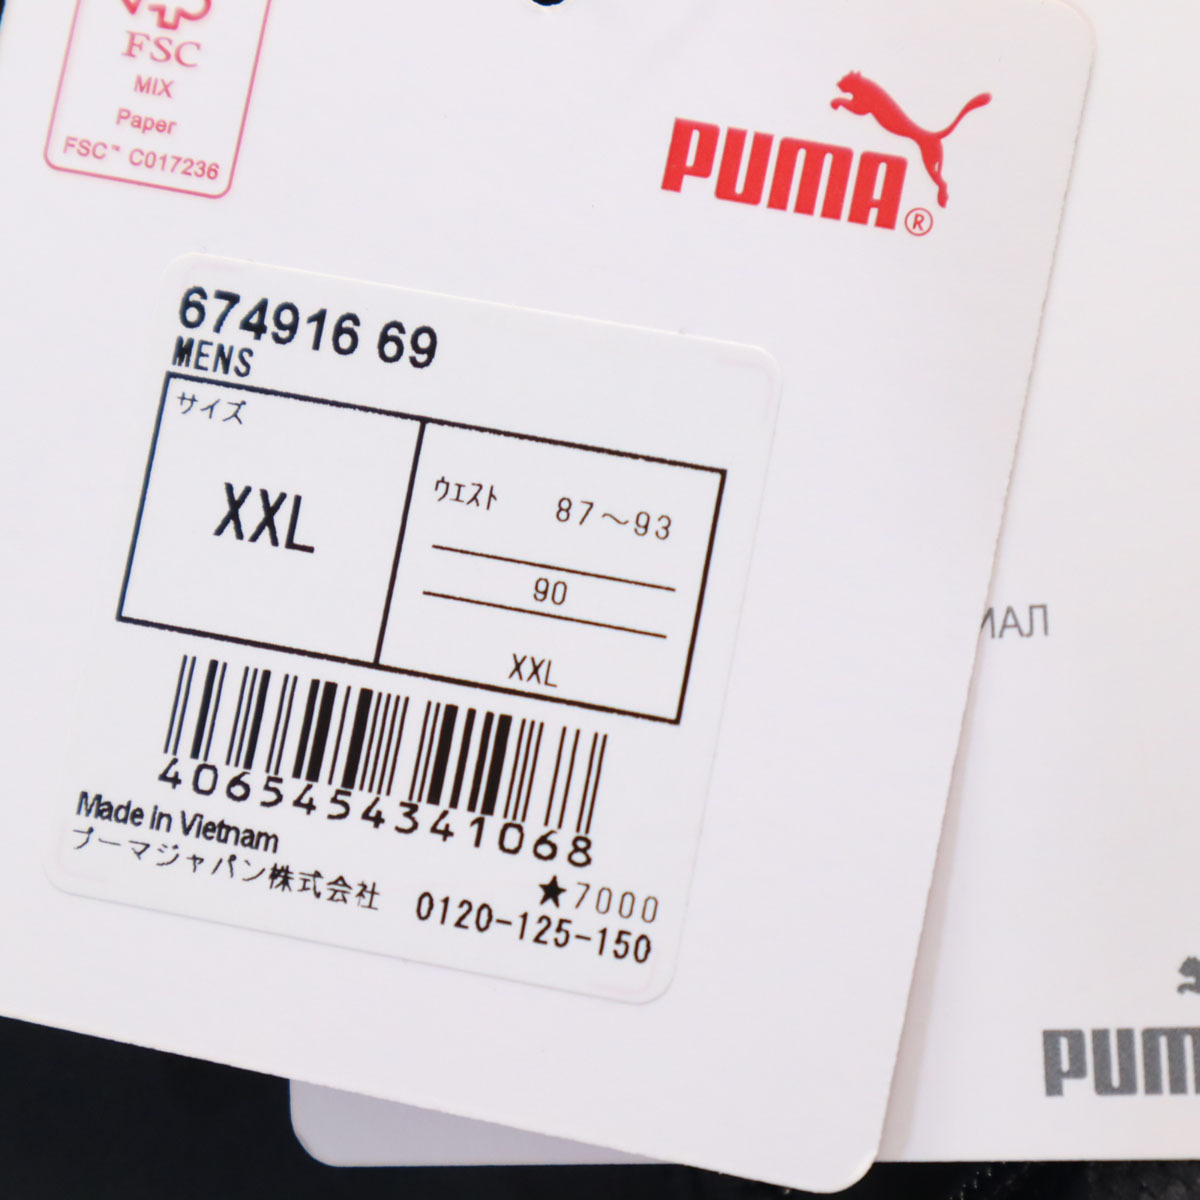 FSC
MIX
Paper
FSC™ C017236
PUMA®
674916 69
MENS
サイズ
XXL
ウエスト 87～93
90
XXL
4065454341068
Made in Vietnam
プーマジャパン株式会社
★7000
0120-125-150
ИАЛ
PUM